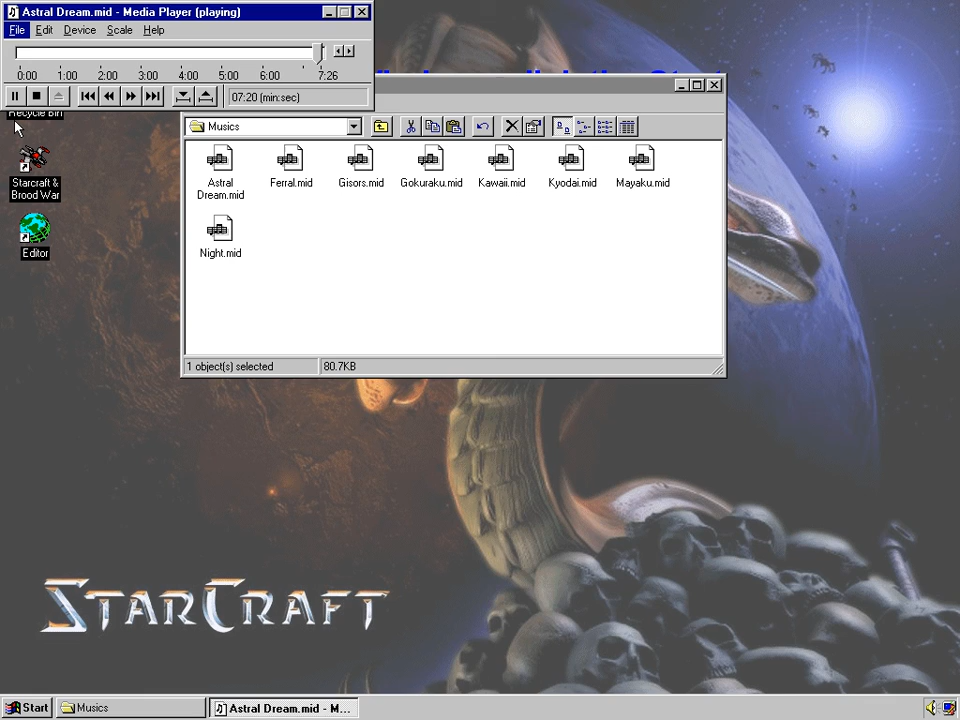 Astral Dream.mid - Media Player (playing)
File Edit Device Scale Help
0:00 1:00 2:00 3:00 4:00 5:00 6:00 7:26
07:20 (min:sec)
Recycle Bin
Musics
Starcraft &
Brood War
Editor
Astral
Dream.mid
Ferral.mid
Gisors.mid
Gokuraku.mid
Kawaii.mid
Kyodai.mid
Mayaku.mid
Night.mid
1 object(s) selected
80.7KB
STARCRAFT
Start
Musics
Astral Dream.mid - M...